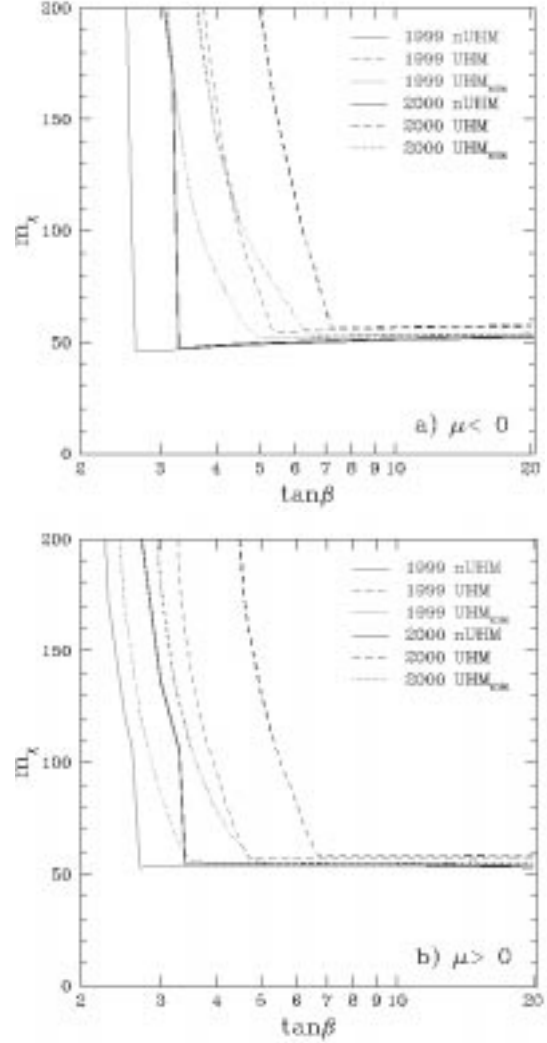 200
150
100
50
0
m_χ
1999 nUHM
1999 UHM
1999 UHM_min
2000 nUHM
2000 UHM
2000 UHM_min
a) μ< 0
2 3 4 5 6 7 8 9 10 20
tanβ
200
150
100
50
0
m_χ
1999 nUHM
1999 UHM
1999 UHM_min
2000 nUHM
2000 UHM
2000 UHM_min
b) μ> 0
2 3 4 5 6 7 8 9 10 20
tanβ